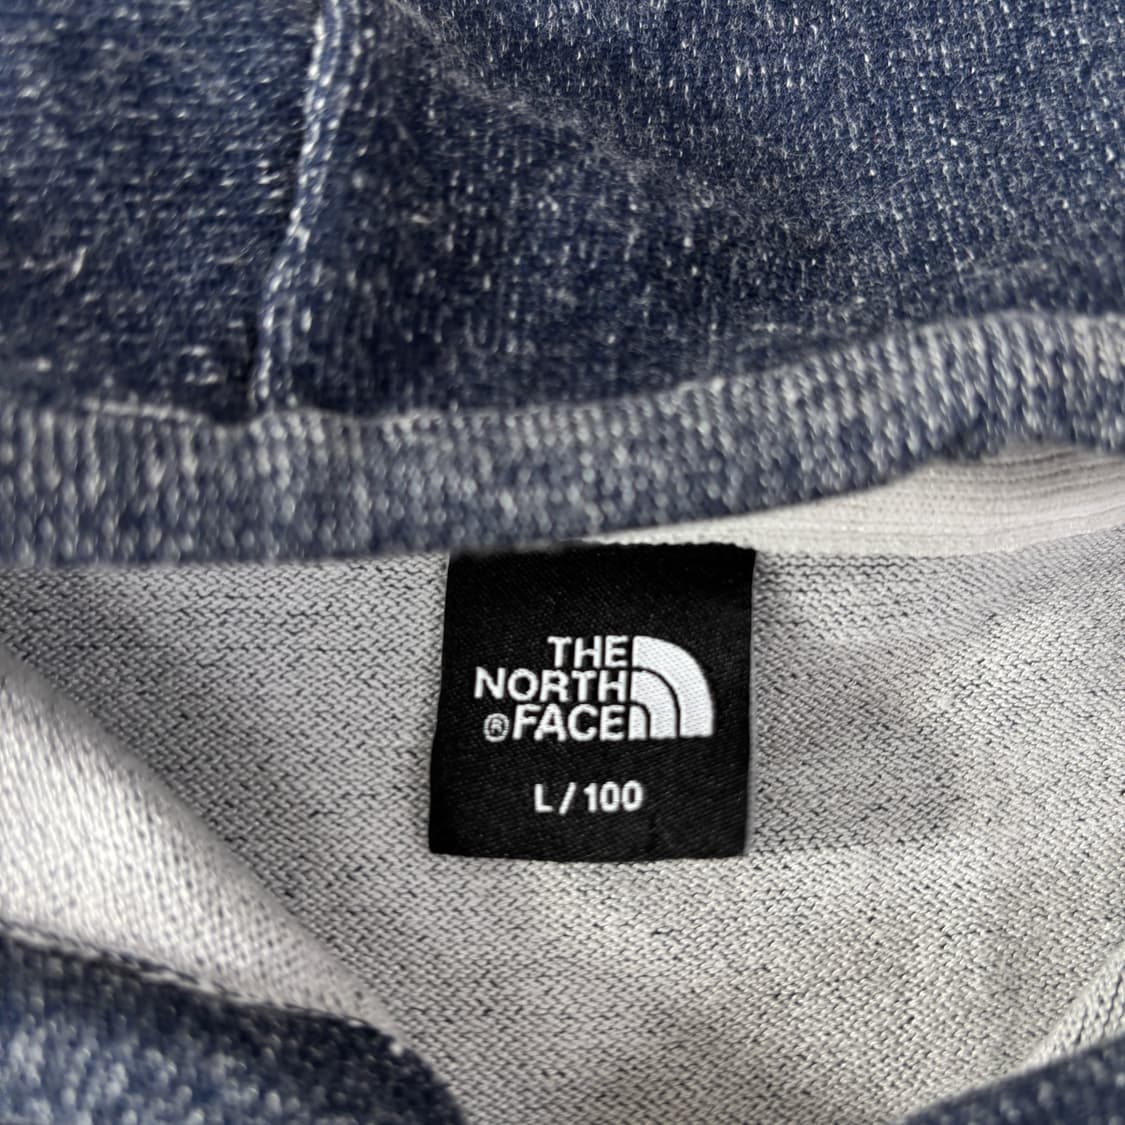 THE
NORTH
® FACE
L / 100